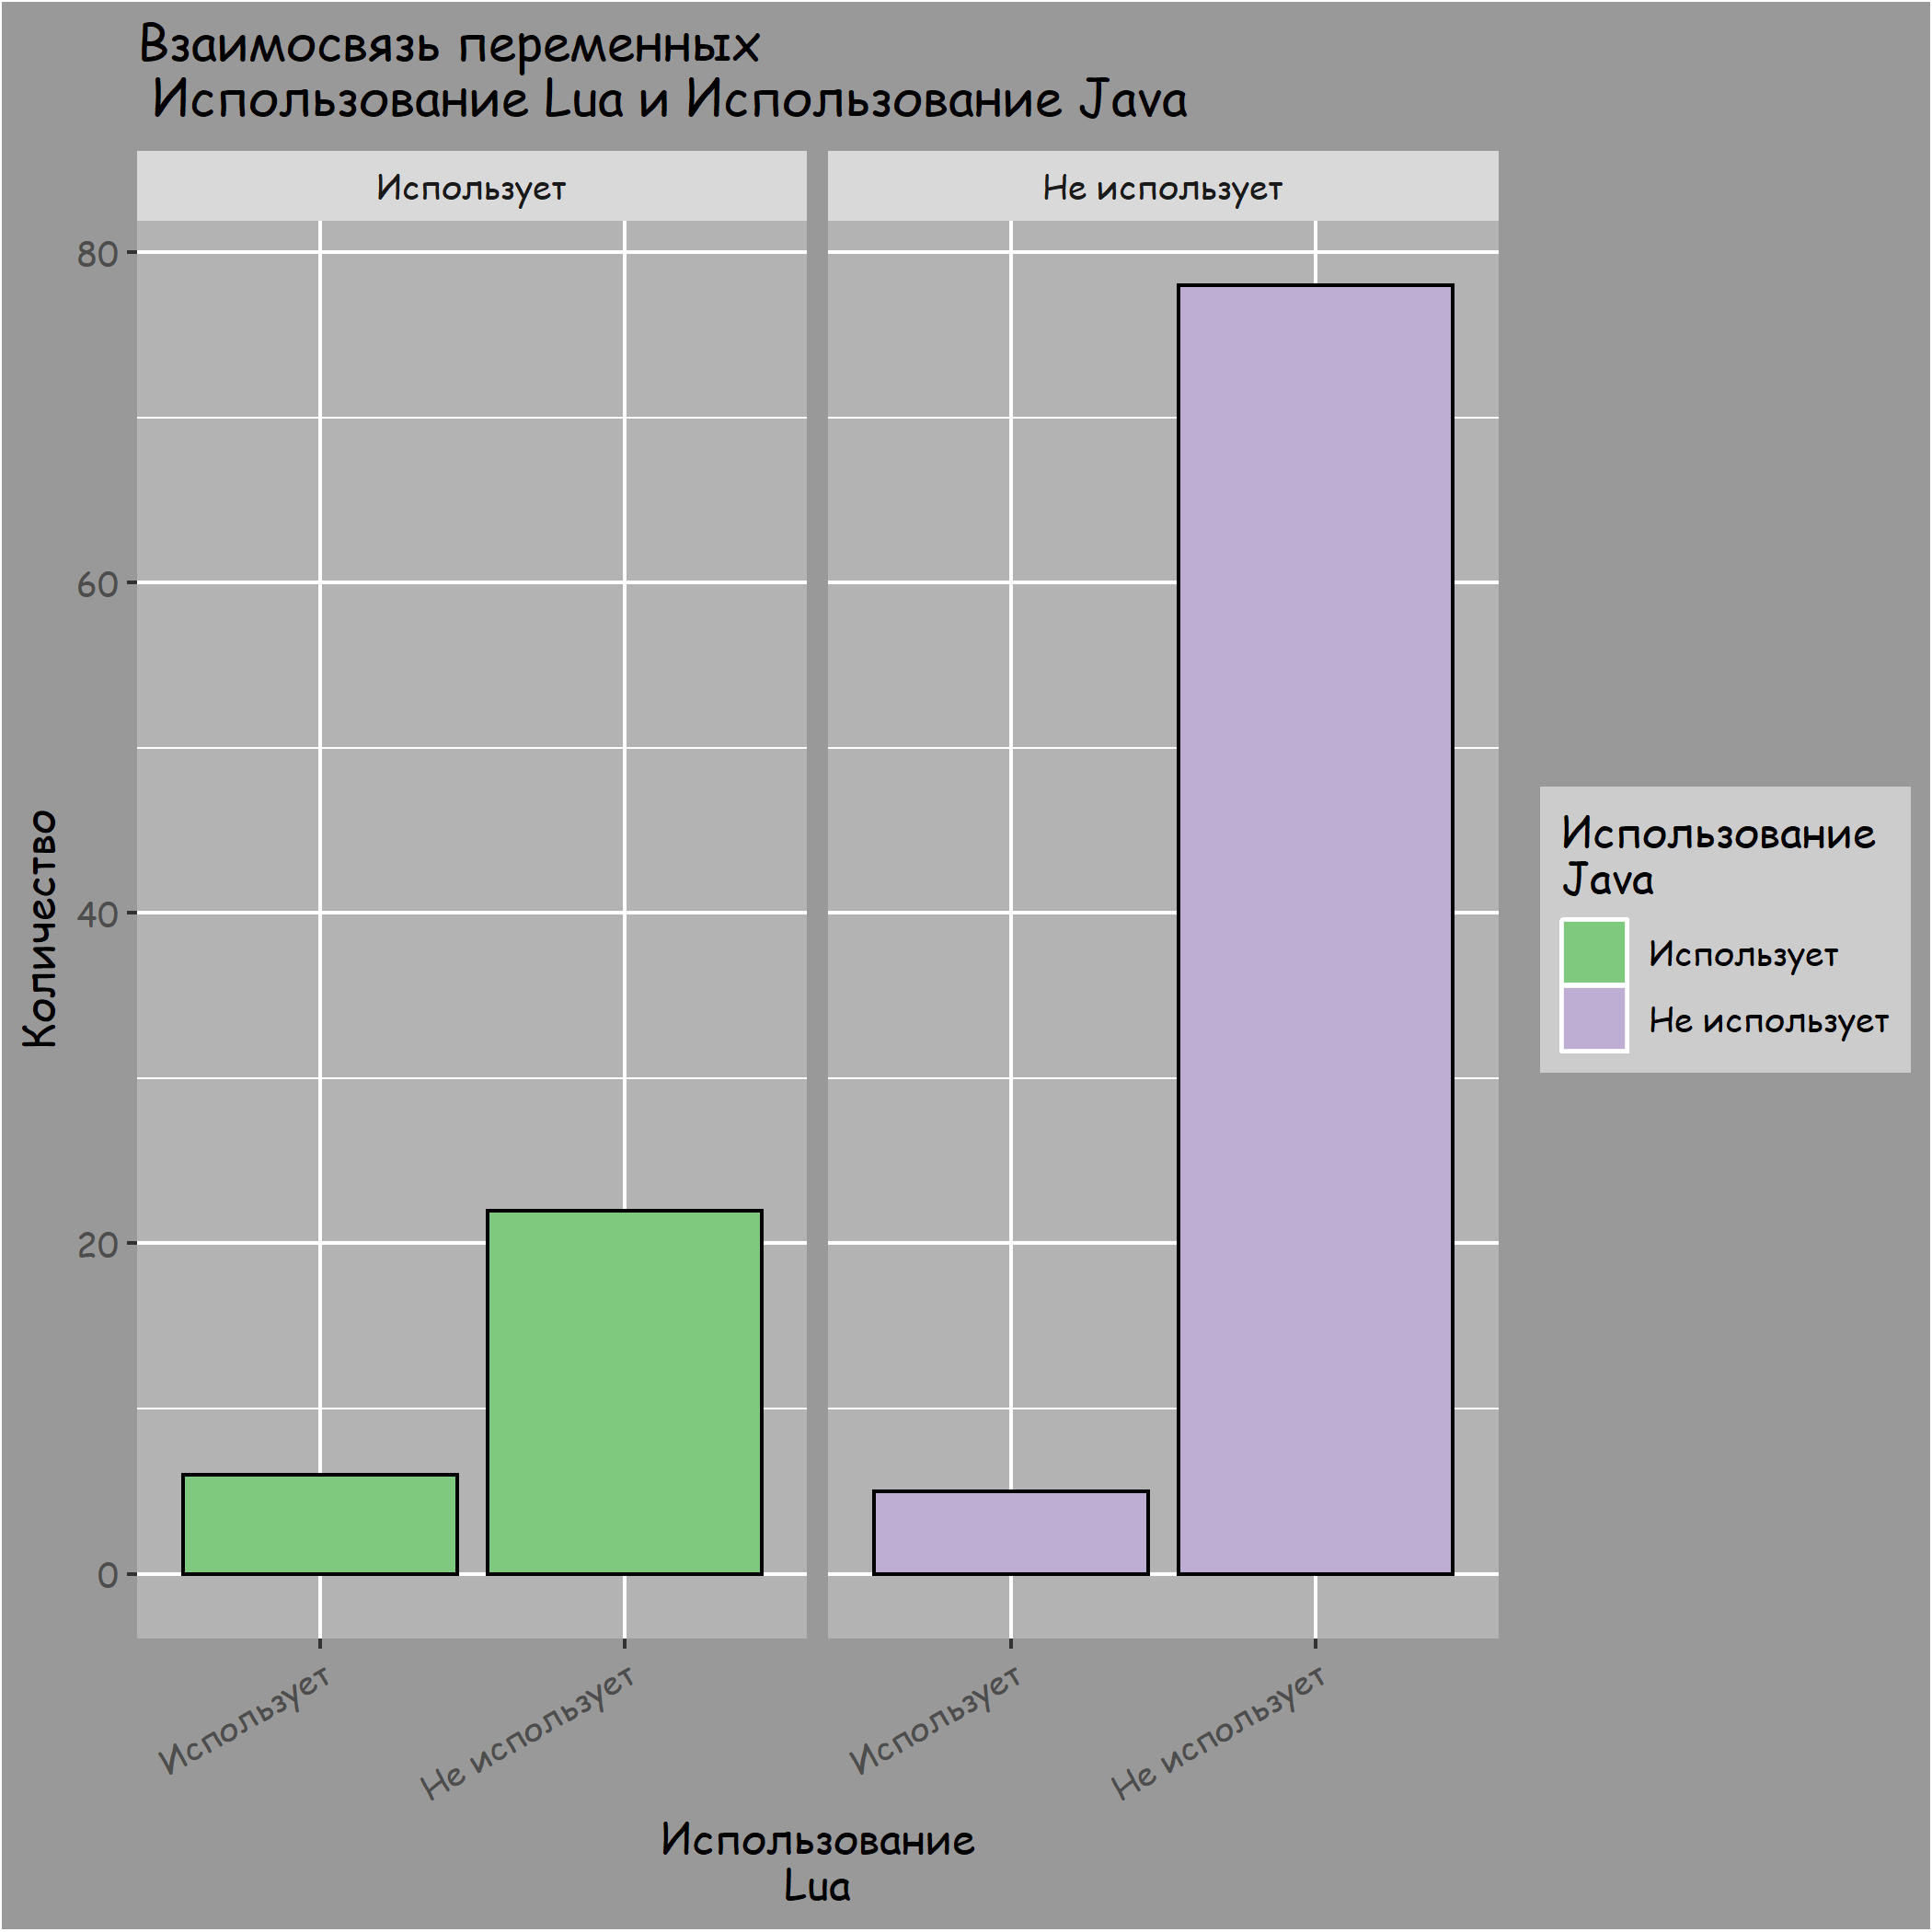 Взаимосвязь переменных
Использование Lua и Использование Java
Использует
Не использует
80
60
40
20
0
Количество
Использует
Не использует
Использует
Не использует
Использование
Lua
Использование
Java
Использует
Не использует